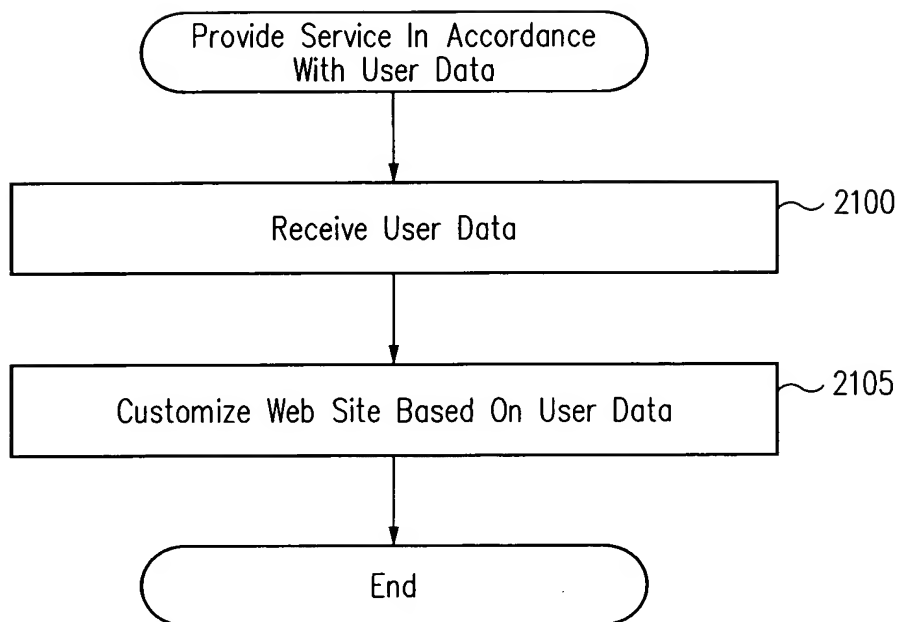 Provide Service In Accordance
With User Data
2100
Receive User Data
2105
Customize Web Site Based On User Data
End